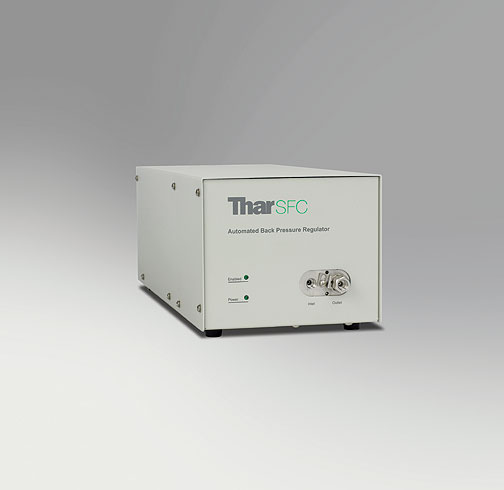 TharSFC
Automated Back Pressure Regulator
Enabled
Power
Inlet Outlet